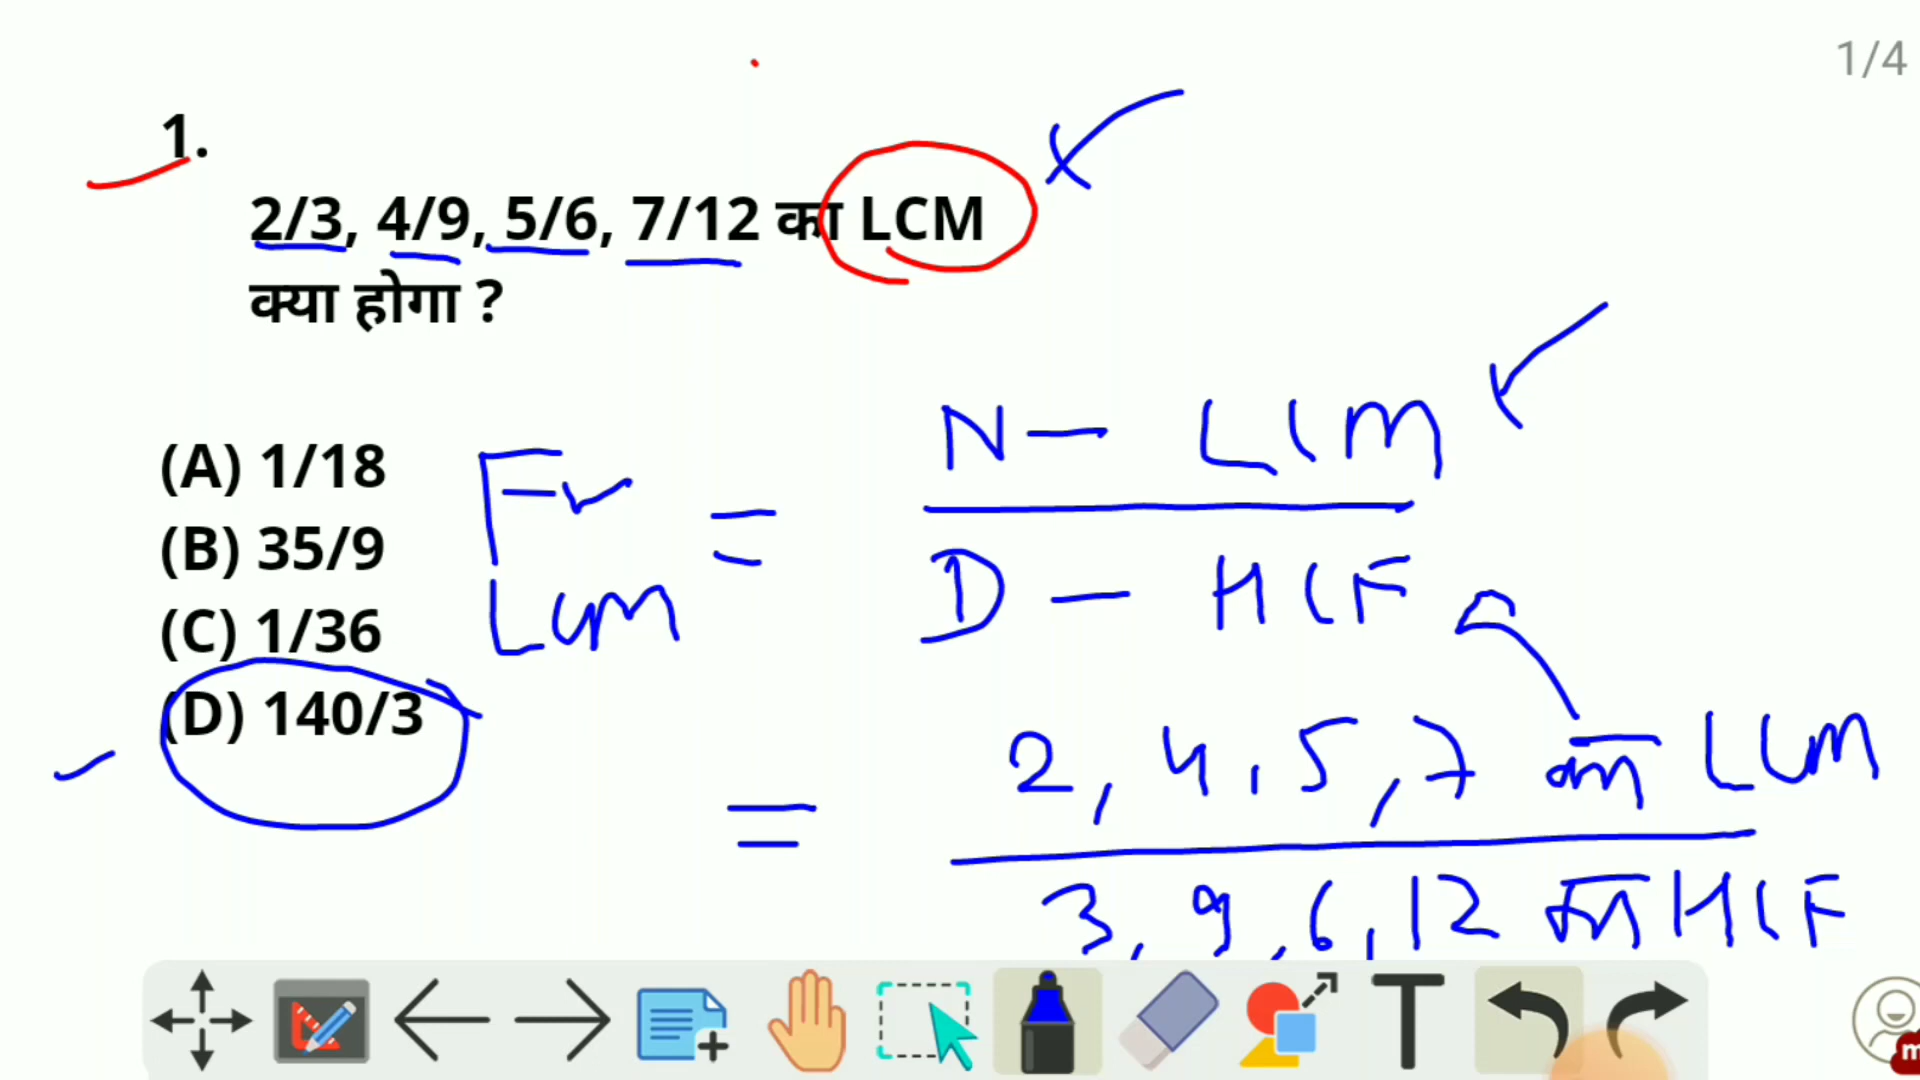 1/4
1.
2/3, 4/9, 5/6, 7/12 का LCM
क्या होगा ?
(A) 1/18
(B) 35/9
(C) 1/36
(D) 140/3
Fr
Lcm
=
N — LCM
D — HCF
=
2, 4, 5, 7 का LCM
3, 9, 6, 12 का HCF
T
m